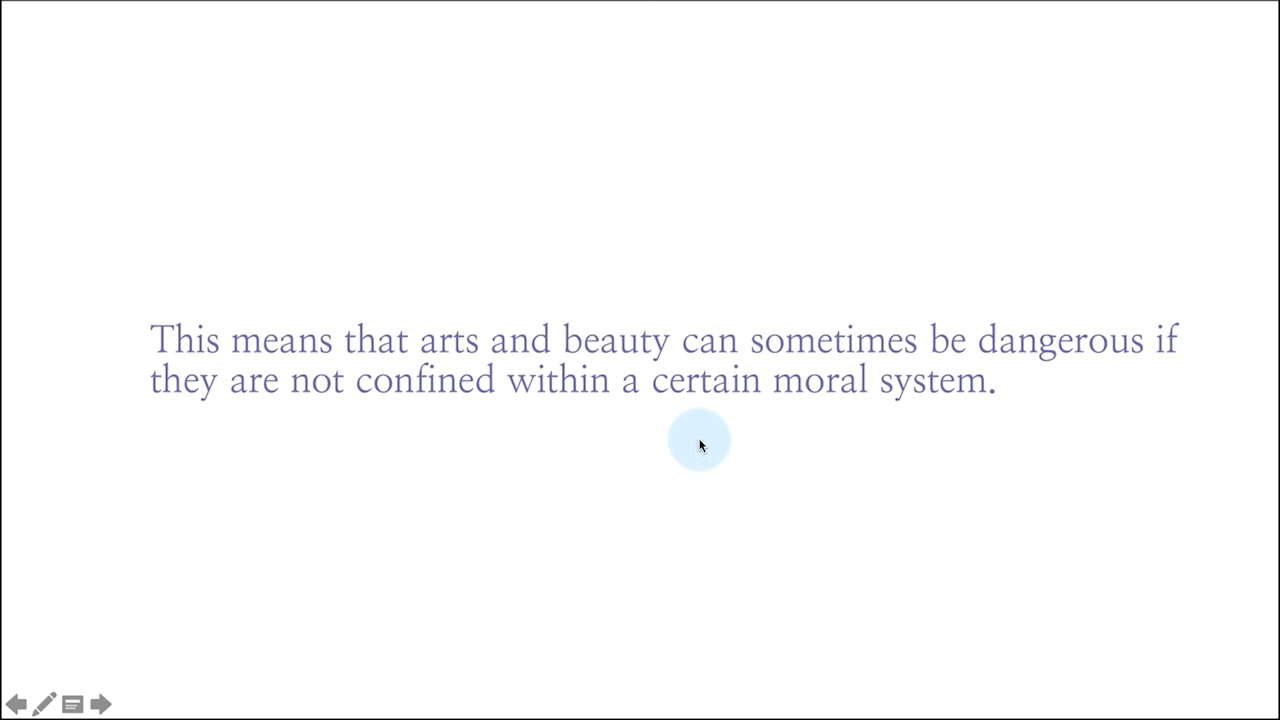 This means that arts and beauty can sometimes be dangerous if
they are not confined within a certain moral system.